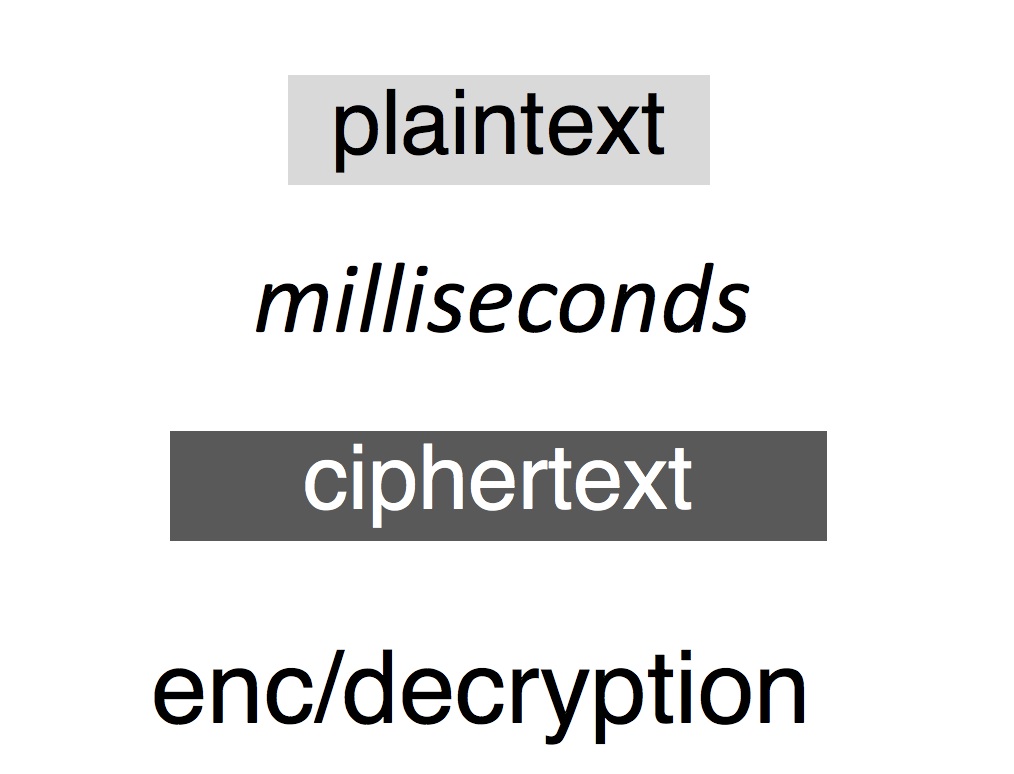 plaintext
milliseconds
ciphertext
enc/decryption